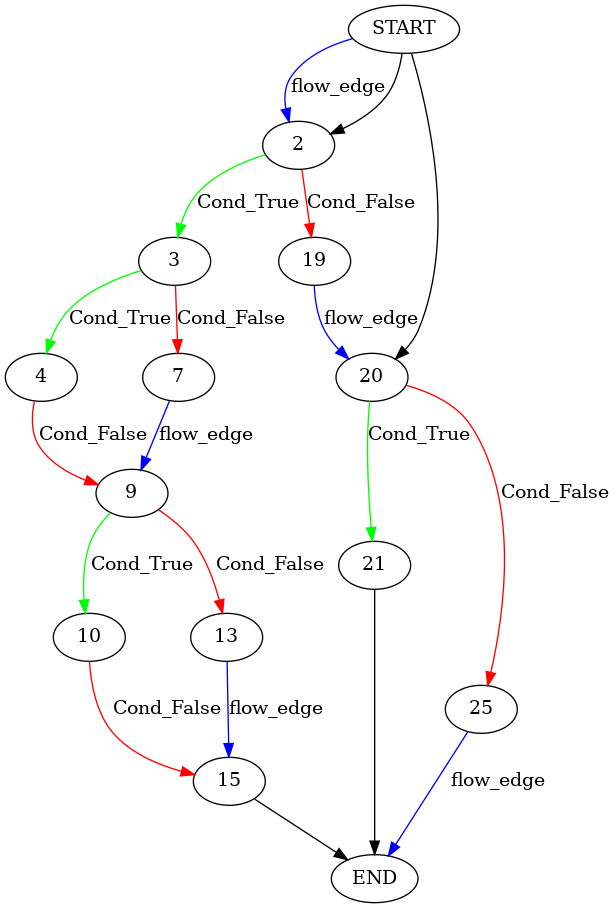 START
flow_edge
2
Cond_True
Cond_False
3
19
Cond_True
Cond_False
flow_edge
4
7
20
Cond_False
flow_edge
Cond_True
9
Cond_False
Cond_True
Cond_False
21
10
13
Cond_False
flow_edge
25
15
flow_edge
END